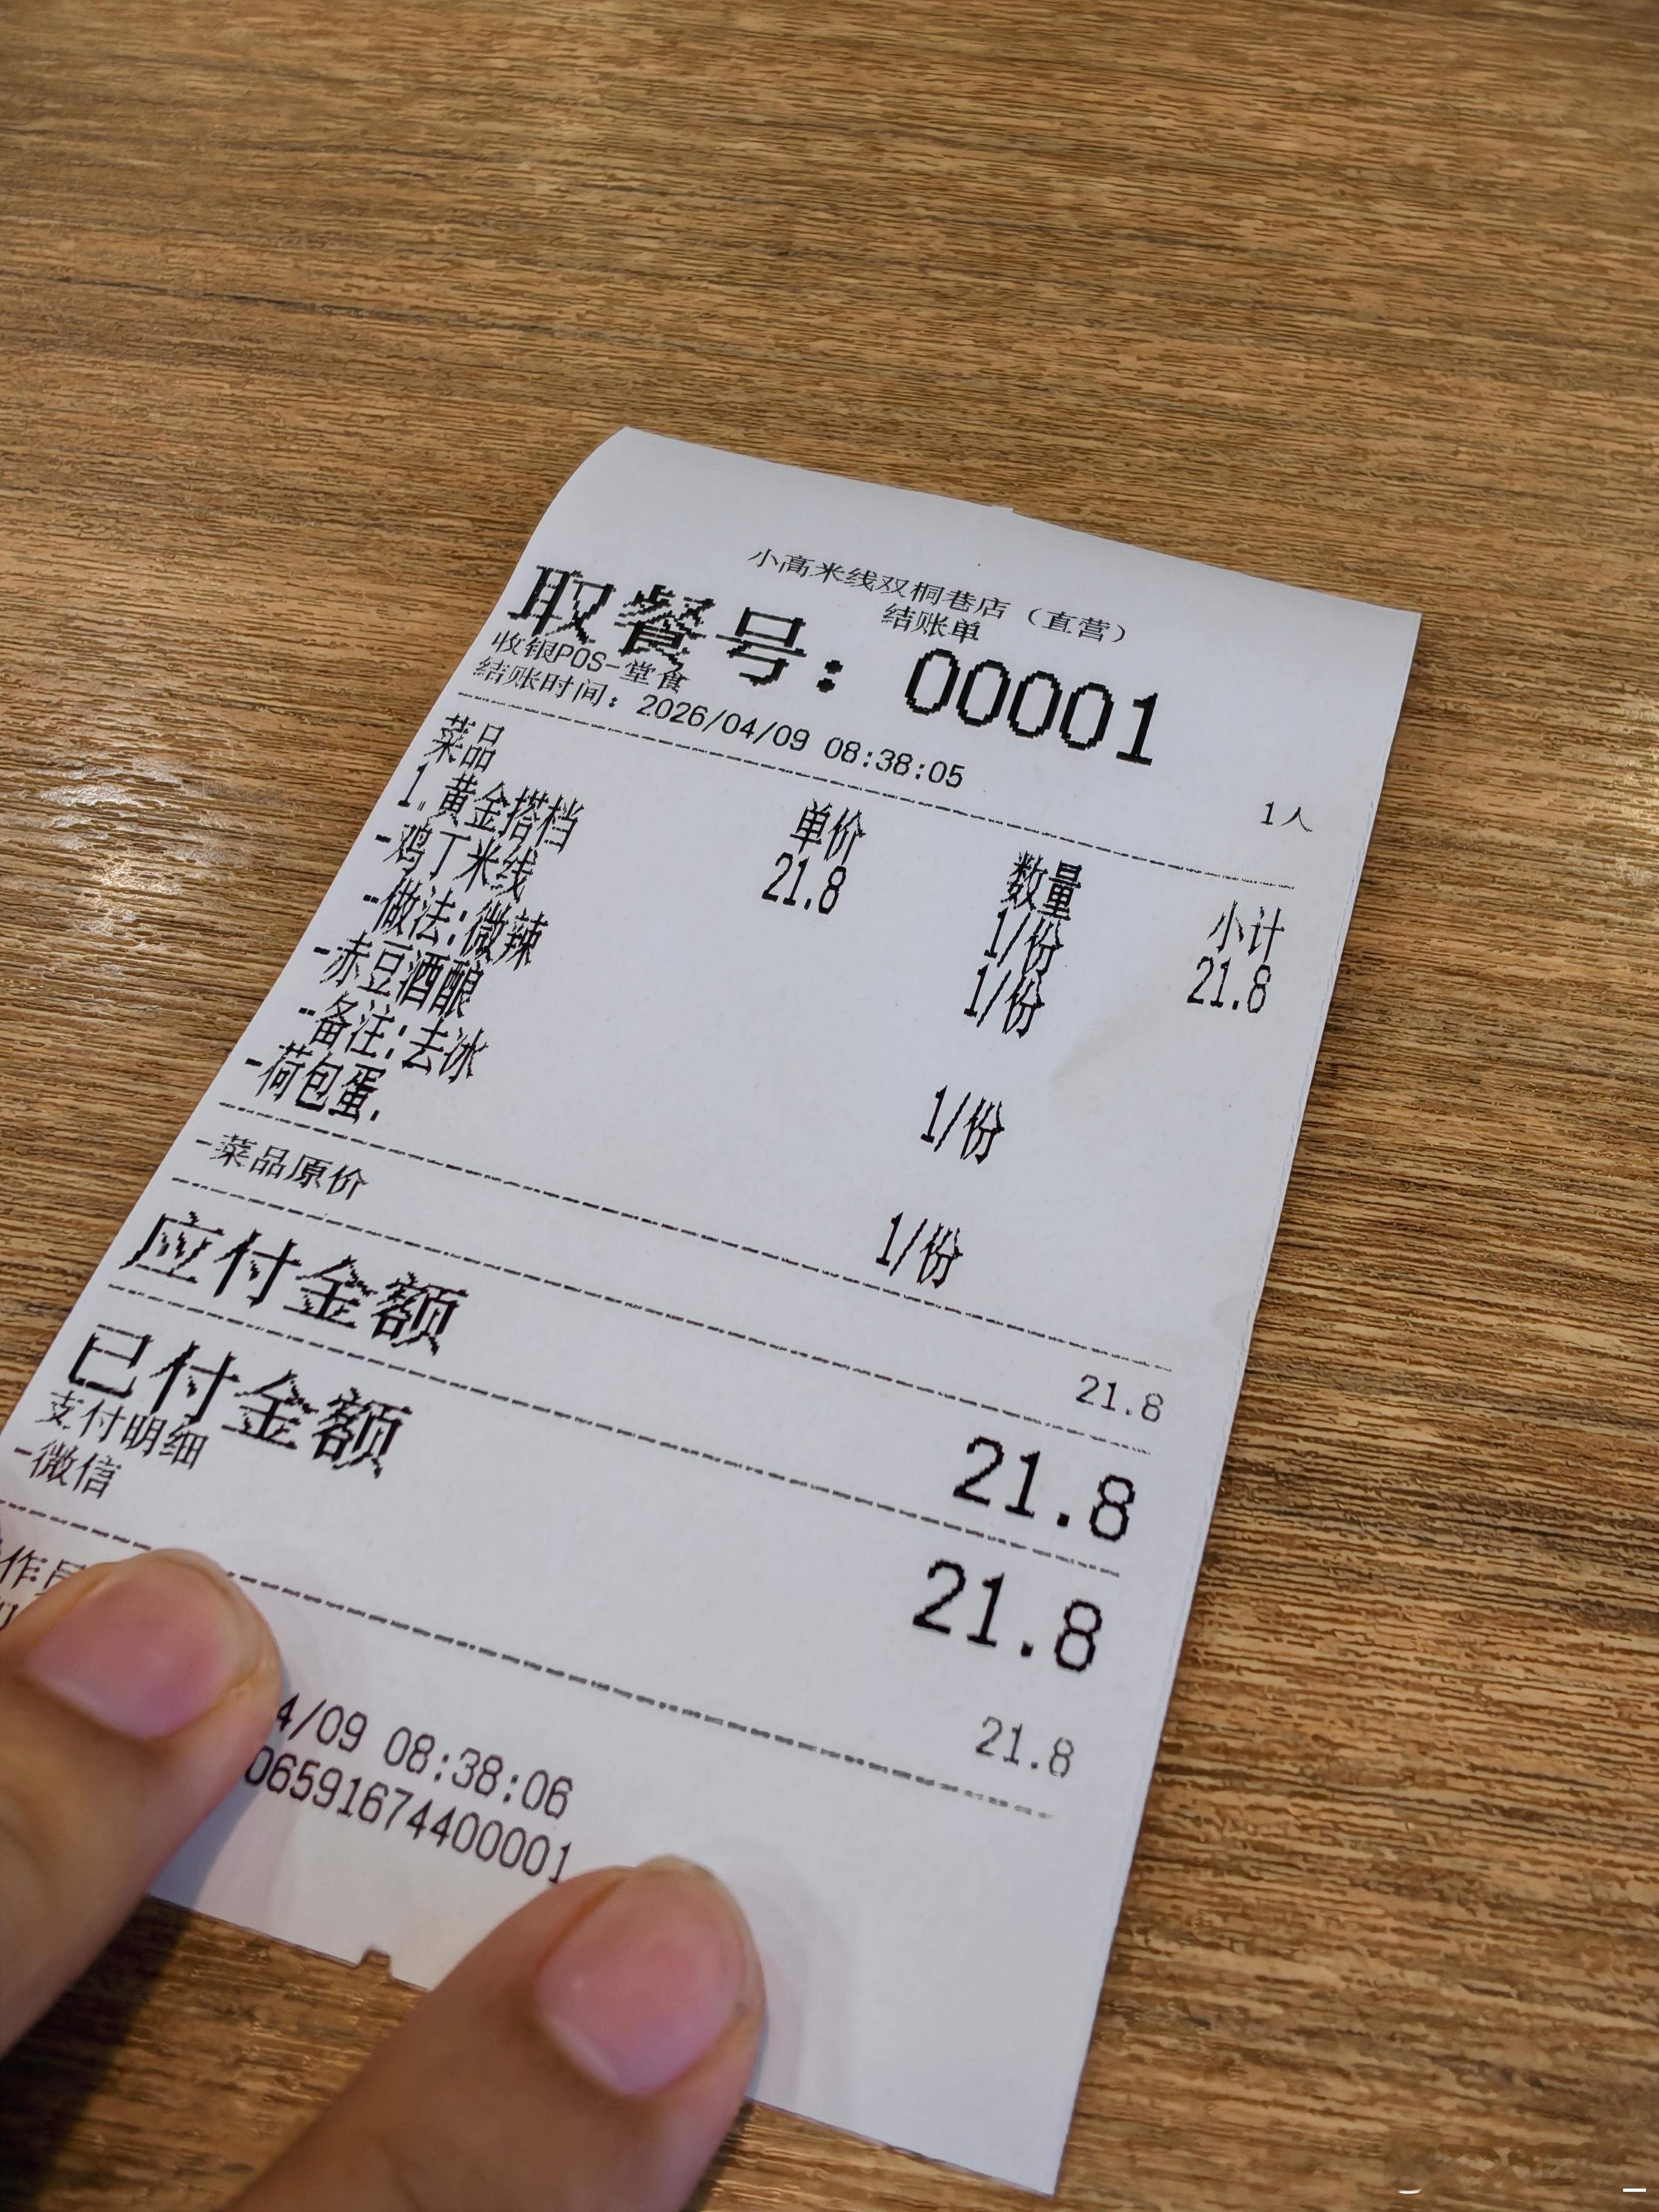 小高米线双桐巷店（直营）
结账单
取餐号：00001
收银POS-堂食
结账时间：2026/04/09 08:38:05 1人
菜品 单价 数量 小计
1.黄金搭档 21.8 1/份 21.8
-鸡丁米线 1/份
-做法:微辣
-赤豆酒酿 1/份
-备注:去冰
-荷包蛋. 1/份
-菜品原价 21.8
应付金额 21.8
已付金额 21.8
支付明细
-微信 21.8
作
4/09 08:38:06
06591674400001